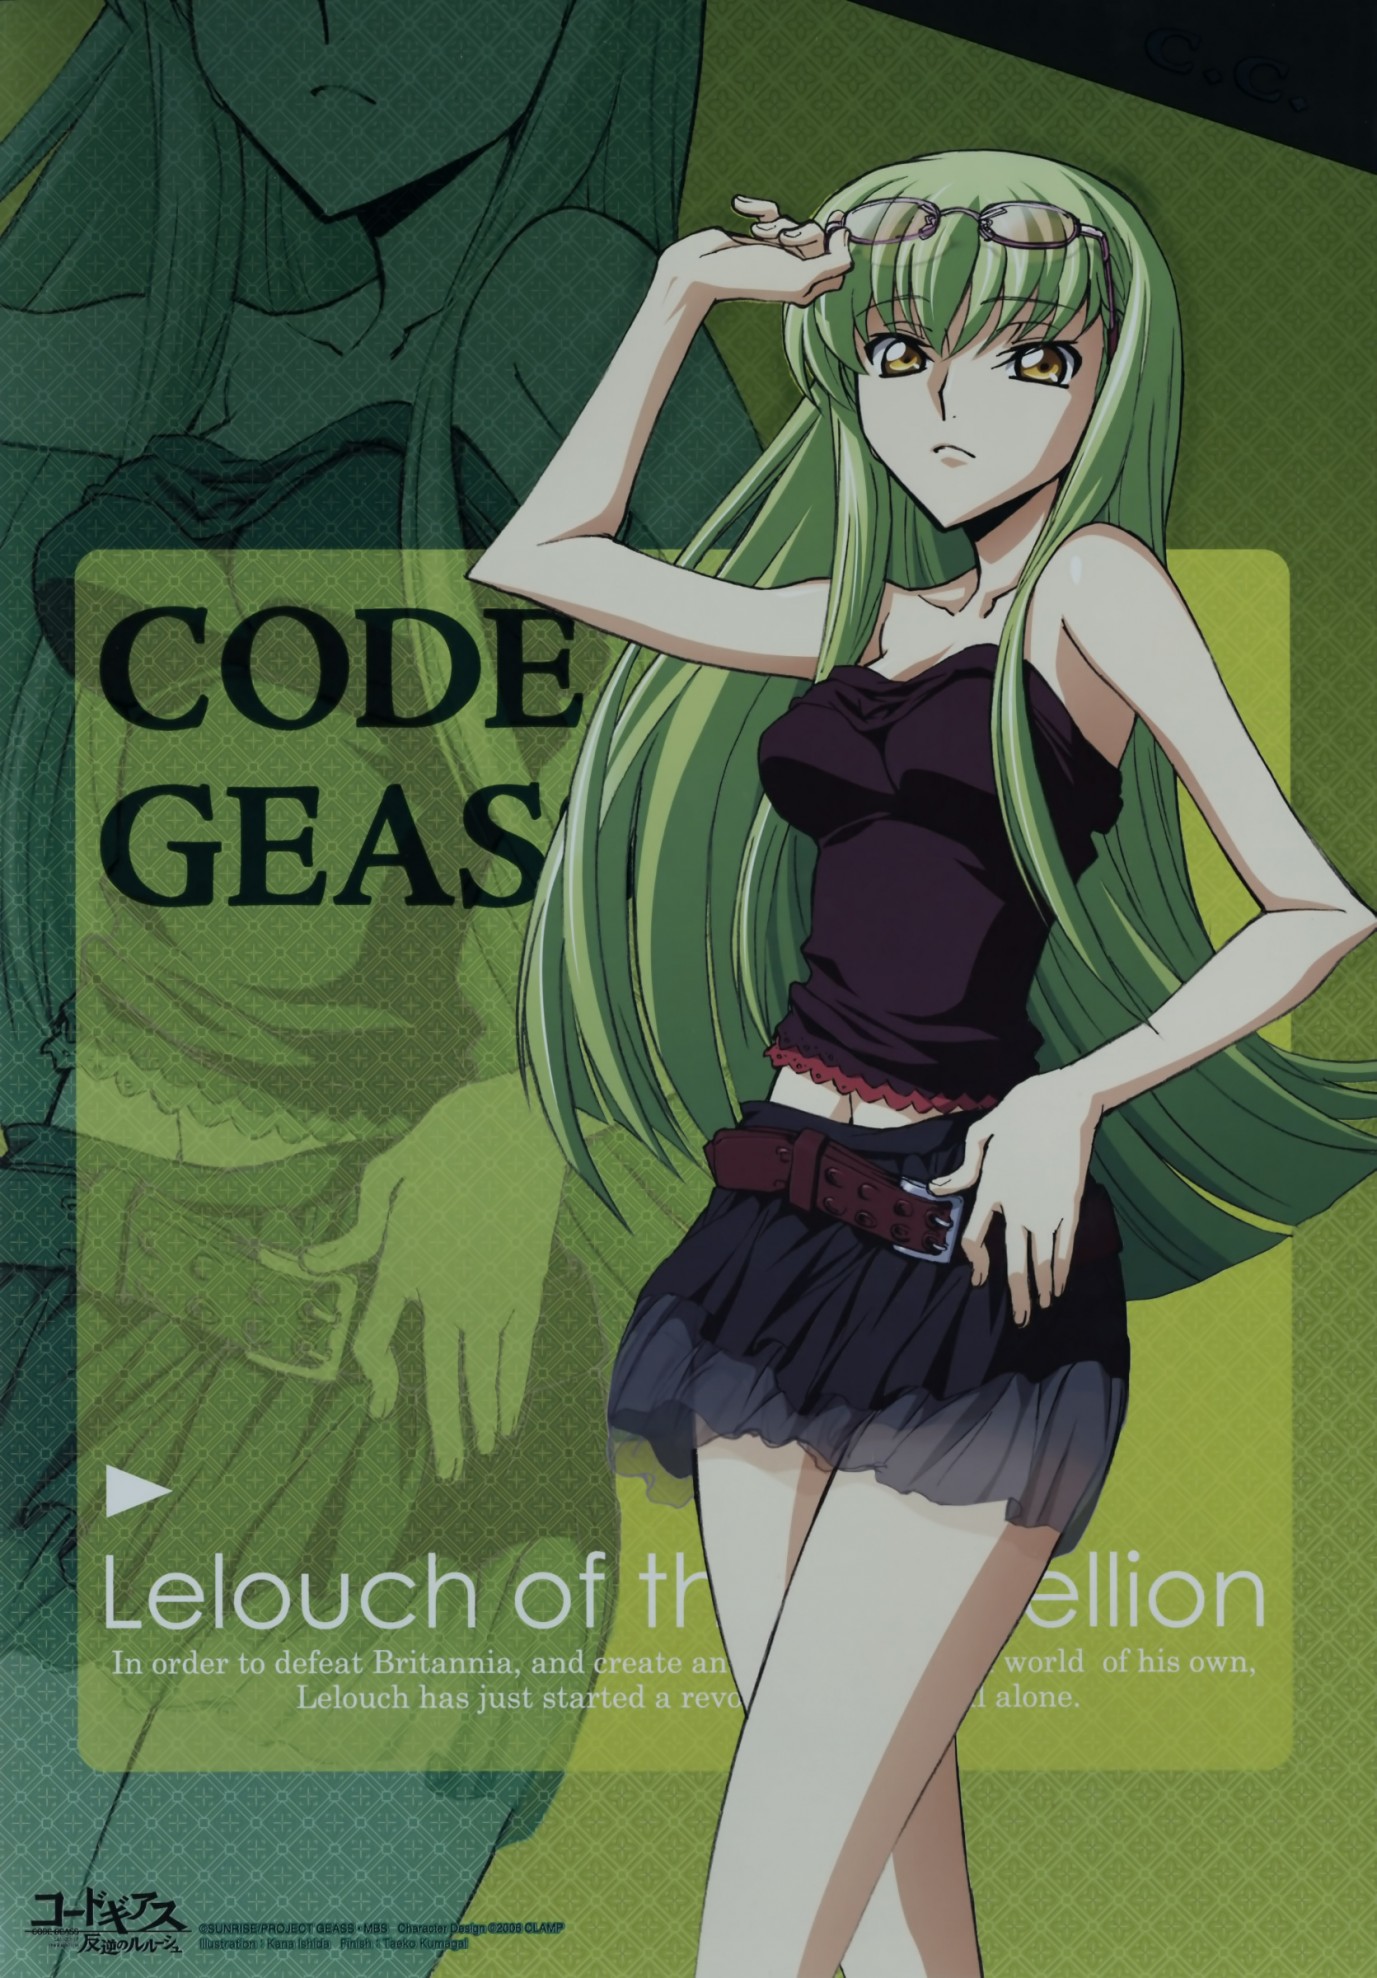 C.C.
CODE
GEAS
Lelouch of th ellion
In order to defeat Britannia, and create an world of his own,
Lelouch has just started a revo alone.
コードギアス
CODE GEASS
反逆のルルーシュ
©SUNRISE/PROJECT GEASS・MBS Character Design ©2006 CLAMP
Illustration : Kana Ishida Finish : Taeko Kumagai